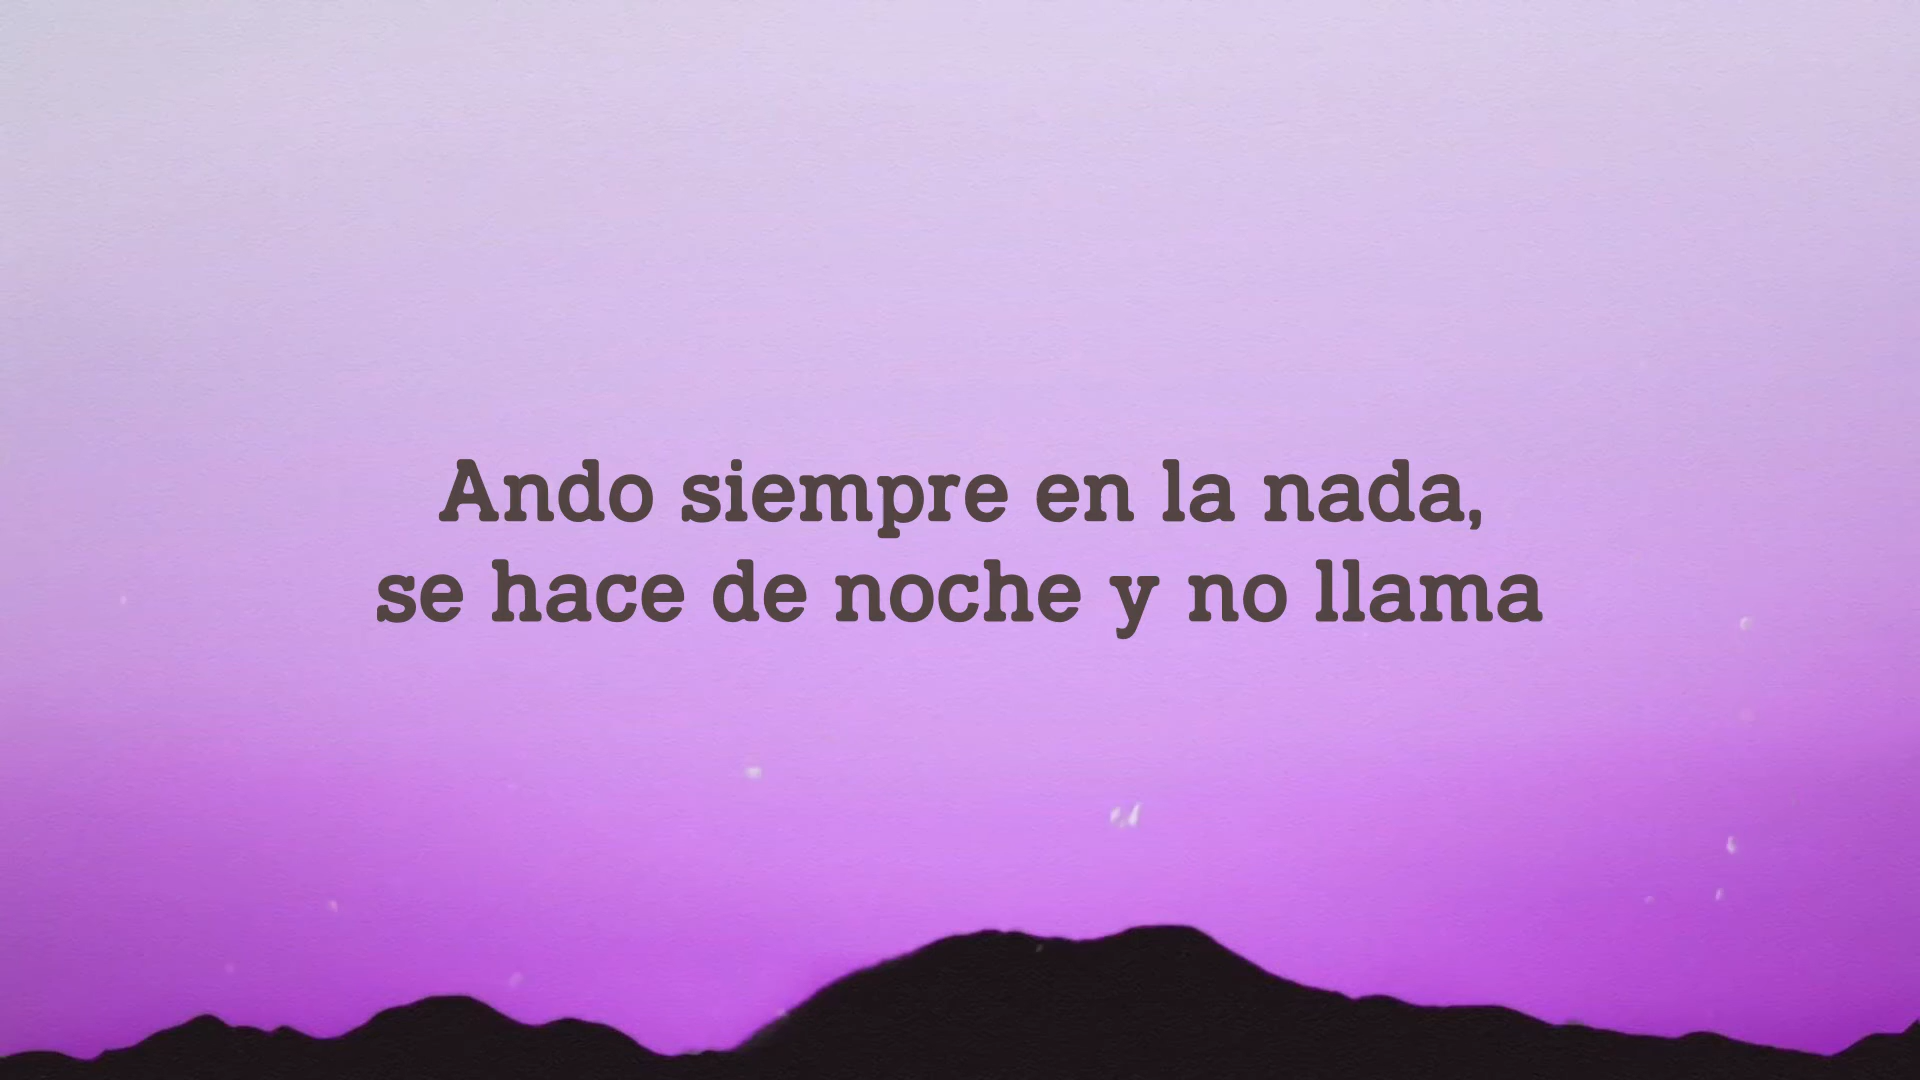 Ando siempre en la nada,
se hace de noche y no llama